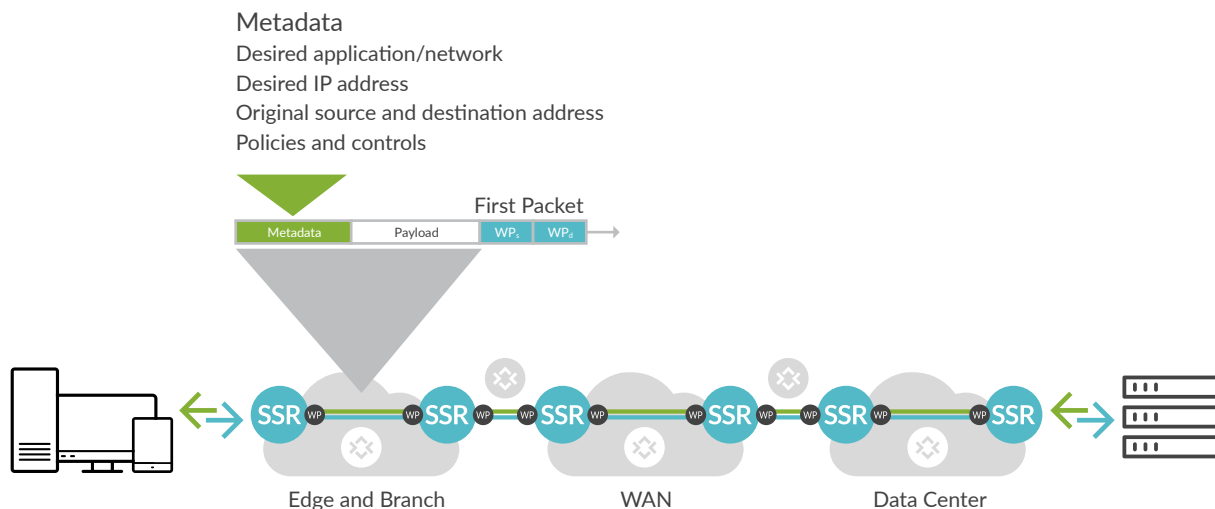 Metadata
Desired application/network
Desired IP address
Original source and destination address
Policies and controls
First Packet
Metadata Payload WPs WPd
SSR WP WP SSR WP WP SSR WP WP SSR WP WP SSR WP SSR
Edge and Branch WAN Data Center